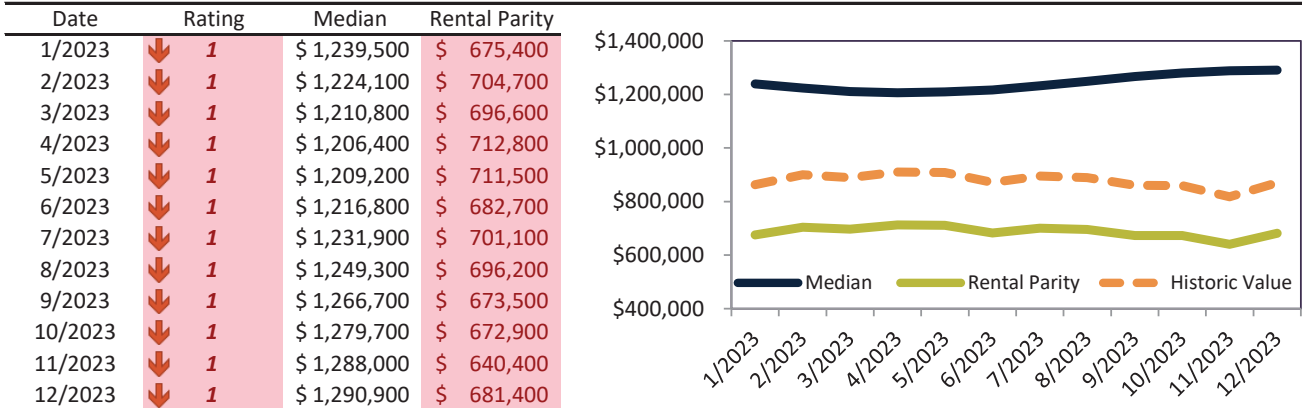 Date Rating Median Rental Parity
1/2023 1 $ 1,239,500 $ 675,400
2/2023 1 $ 1,224,100 $ 704,700
3/2023 1 $ 1,210,800 $ 696,600
4/2023 1 $ 1,206,400 $ 712,800
5/2023 1 $ 1,209,200 $ 711,500
6/2023 1 $ 1,216,800 $ 682,700
7/2023 1 $ 1,231,900 $ 701,100
8/2023 1 $ 1,249,300 $ 696,200
9/2023 1 $ 1,266,700 $ 673,500
10/2023 1 $ 1,279,700 $ 672,900
11/2023 1 $ 1,288,000 $ 640,400
12/2023 1 $ 1,290,900 $ 681,400
$1,400,000
$1,200,000
$1,000,000
$800,000
$600,000
$400,000
Median Rental Parity Historic Value
1/2023 2/2023 3/2023 4/2023 5/2023 6/2023 7/2023 8/2023 9/2023 10/2023 11/2023 12/2023